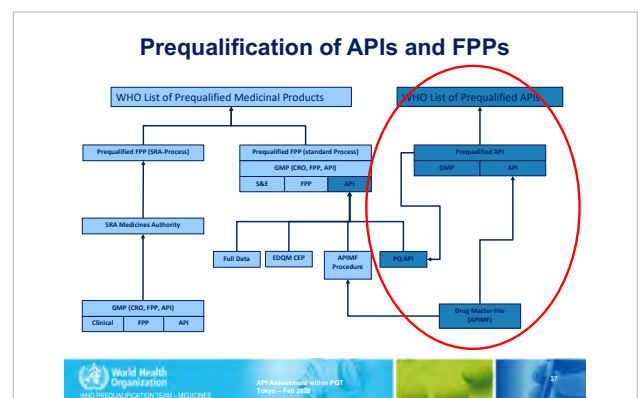 Prequalification of APIs and FPPs
WHO List of Prequalified Medicinal Products
WHO List of Prequalified APIs
Prequalified FPP (SRA-Process)
Prequalified FPP (standard Process)
GMP (CRO, FPP, API)
S&E FPP API
Prequalified API
GMP API
SRA Medicines Authority
Full Data
EDQM CEP
APIMF
Procedure
PQ API
GMP (CRO, FPP, API)
Clinical FPP API
Drug Master File
(APIMF)
World Health
Organization
WHO PREQUALIFICATION TEAM – MEDICINES
API Assessment within PQT
Tokyo – Feb 2020
17